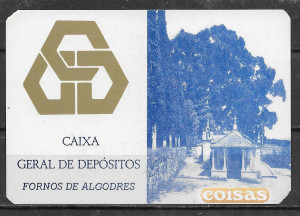 CAIXA
GERAL DE DEPÓSITOS
FORNOS DE ALGODRES
coisas